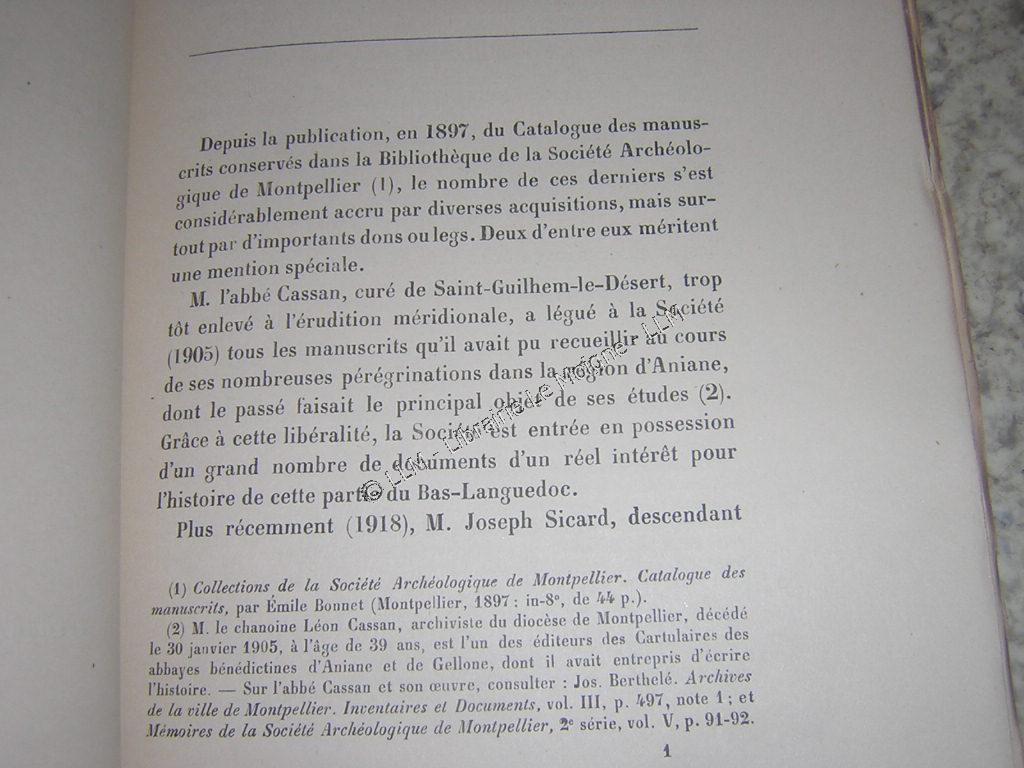 Depuis la publication, en 1897, du Catalogue des manus-
crits conservés dans la Bibliothèque de la Société Archéolo-
gique de Montpellier (1), le nombre de ces derniers s'est
considérablement accru par diverses acquisitions, mais sur-
tout par d'importants dons ou legs. Deux d'entre eux méritent
une mention spéciale.
M. l'abbé Cassan, curé de Saint-Guilhem-le-Désert, trop
tôt enlevé à l'érudition méridionale, a légué à la Société
(1905) tous les manuscrits qu'il avait pu recueillir au cours
de ses nombreuses pérégrinations dans la région d'Aniane,
dont le passé faisait le principal objet de ses études (2).
Grâce à cette libéralité, la Société est entrée en possession
d'un grand nombre de documents d'un réel intérêt pour
l'histoire de cette partie du Bas-Languedoc.
Plus récemment (1918), M. Joseph Sicard, descendant
(1) Collections de la Société Archéologique de Montpellier. Catalogue des
manuscrits, par Émile Bonnet (Montpellier, 1897 ; in-8º, de 44 p.).
(2) M. le chanoine Léon Cassan, archiviste du diocèse de Montpellier, décédé
le 30 janvier 1905, à l'âge de 39 ans, est l'un des éditeurs des Cartulaires des
abbayes bénédictines d'Aniane et de Gellone, dont il avait entrepris d'écrire
l'histoire. — Sur l'abbé Cassan et son œuvre, consulter : Jos. Berthelé. Archives
de la ville de Montpellier. Inventaires et Documents, vol. III, p. 497, note 1 ; et
Mémoires de la Société Archéologique de Montpellier, 2e série, vol. V, p. 91-92.
1
© LLM - Librairie Le Moigne - LLM